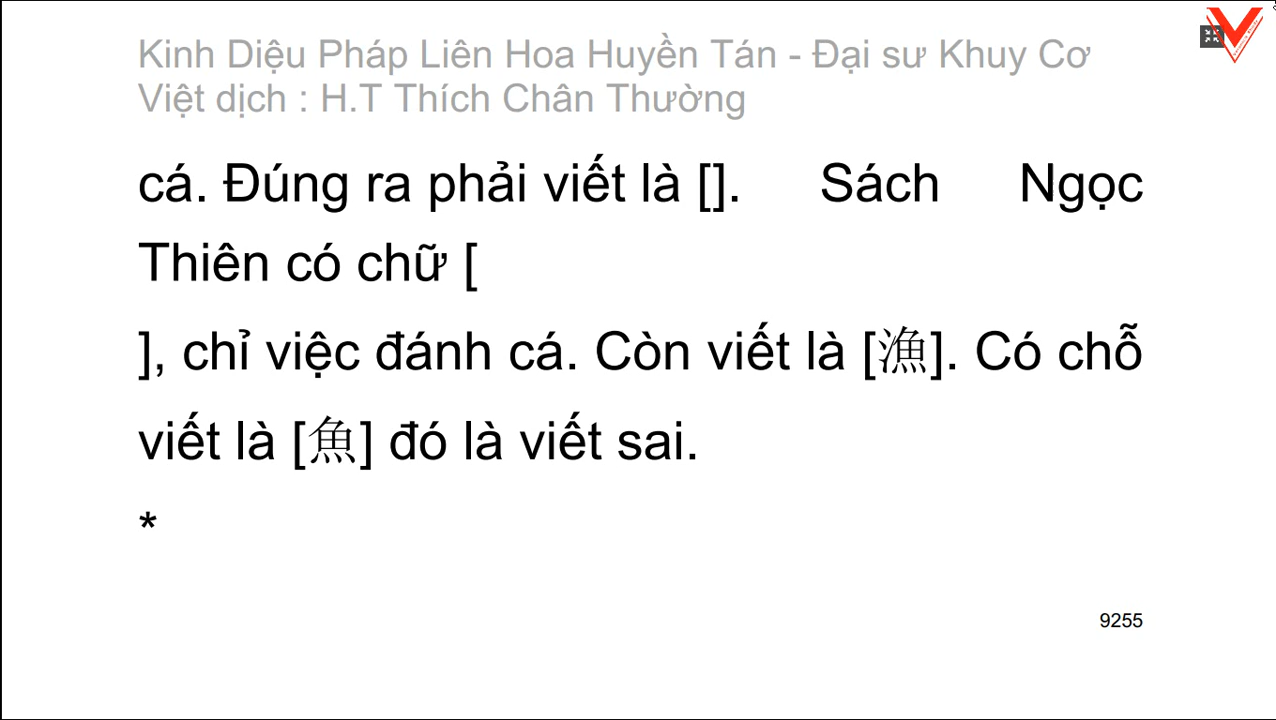 Kinh Diệu Pháp Liên Hoa Huyền Tán - Đại sư Khuy Cơ
Việt dịch : H.T Thích Chân Thường
cá. Đúng ra phải viết là []. Sách Ngọc
Thiên có chữ [
], chỉ việc đánh cá. Còn viết là [漁]. Có chỗ
viết là [魚] đó là viết sai.
*
9255